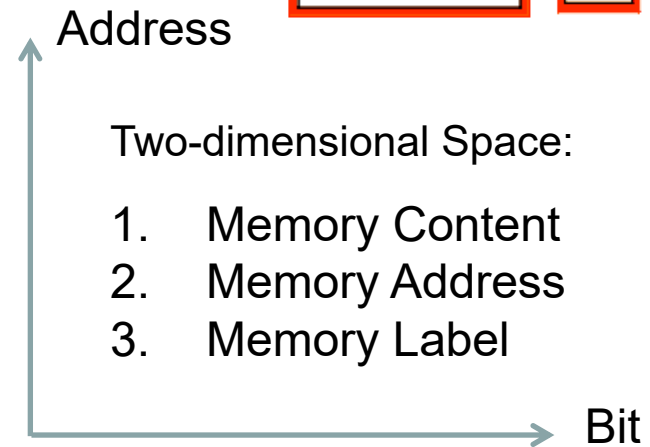 Address
Two-dimensional Space:
1. Memory Content
2. Memory Address
3. Memory Label
Bit